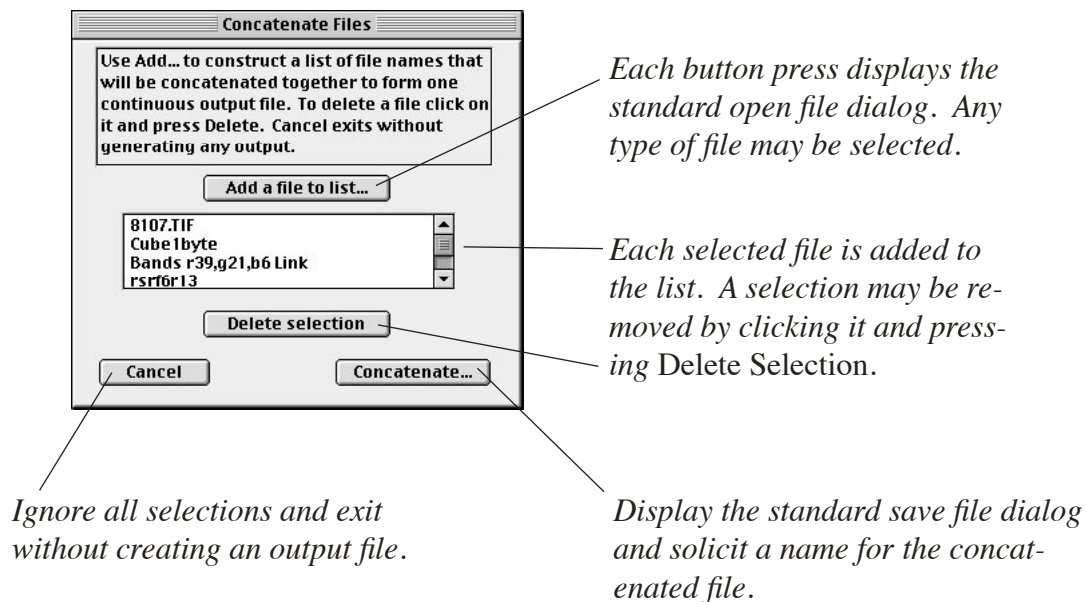 Concatenate Files
Use Add... to construct a list of file names that
will be concatenated together to form one
continuous output file. To delete a file click on
it and press Delete. Cancel exits without
generating any output.
Add a file to list...
8107.TIF
Cube1byte
Bands r39,g21,b6 Link
rsrf6r13
Delete selection
Cancel
Concatenate...
Each button press displays the
standard open file dialog. Any
type of file may be selected.
Each selected file is added to
the list. A selection may be re-
moved by clicking it and press-
ing Delete Selection.
Ignore all selections and exit
without creating an output file.
Display the standard save file dialog
and solicit a name for the concat-
enated file.